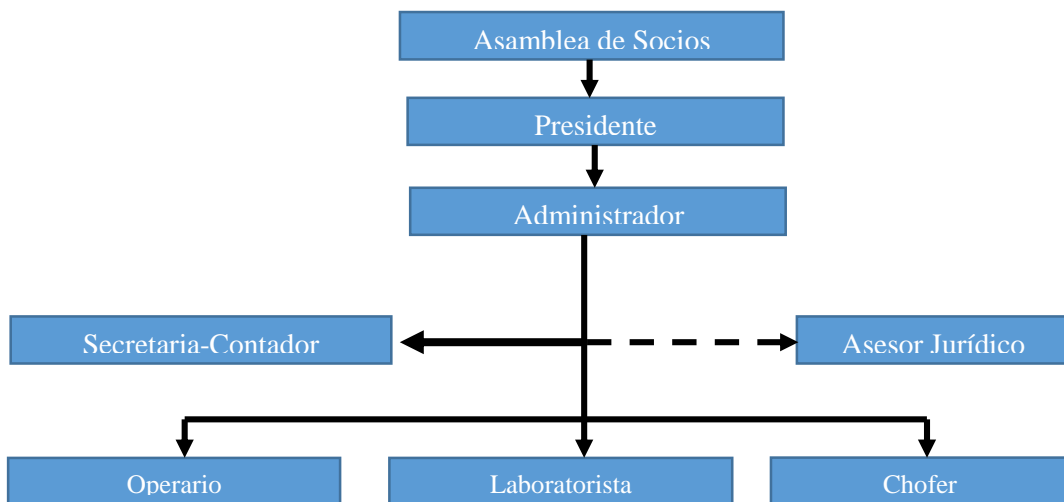 Asamblea de Socios
Presidente
Administrador
Secretaria-Contador
Asesor Jurídico
Operario
Laboratorista
Chofer